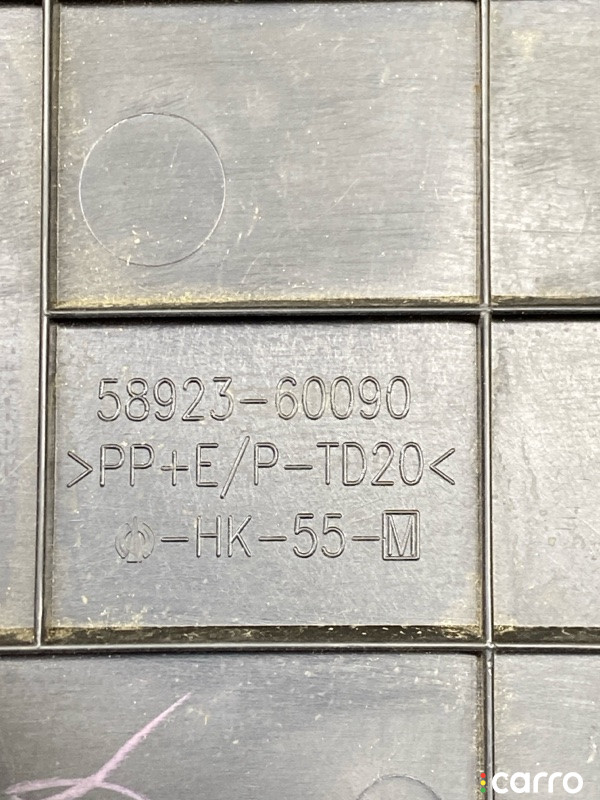 58923-60090
>PP+E/P-TD20<
-HK-55-M
carro